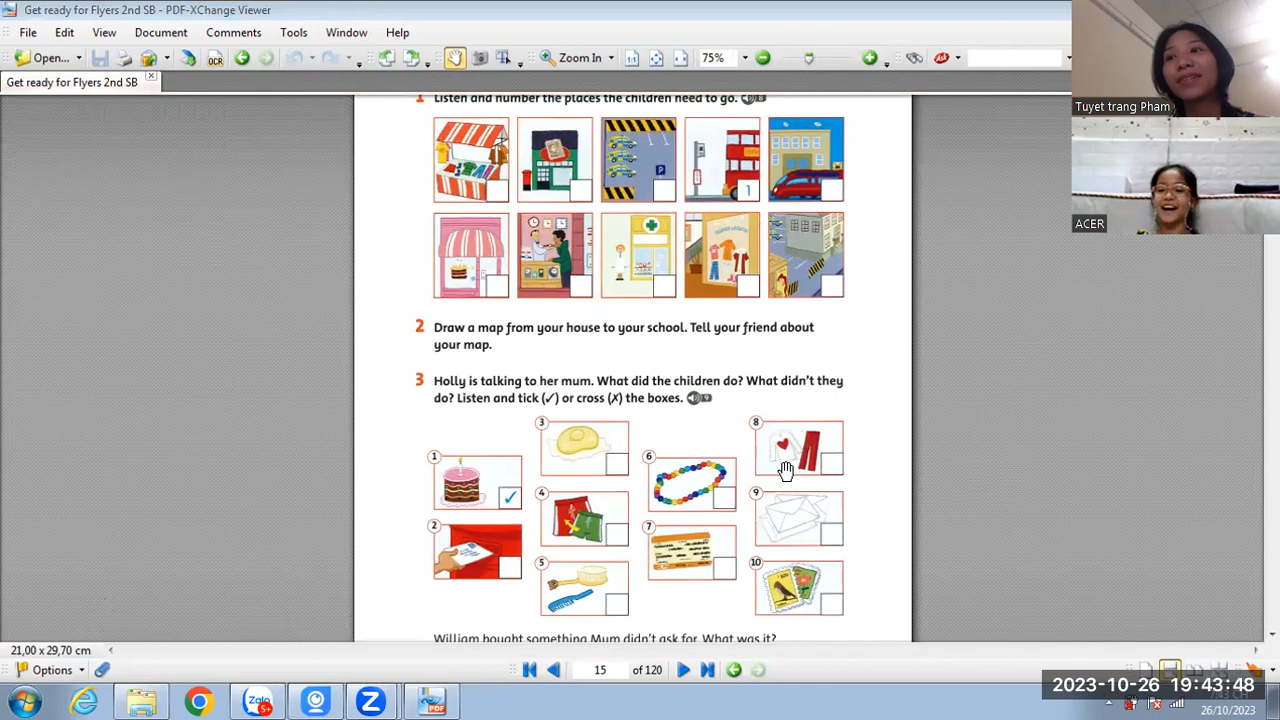 Get ready for Flyers 2nd SB - PDF-XChange Viewer
File Edit View Document Comments Tools Window Help
Open... OCR Zoom In 1:1 75%
Get ready for Flyers 2nd SB
1 Listen and number the places the children need to go. 8
P
1
2 Draw a map from your house to your school. Tell your friend about
your map.
3 Holly is talking to her mum. What did the children do? What didn't they
do? Listen and tick (✓) or cross (✗) the boxes. 9
3 8
1 6
✓
4 9
2 7
5 10
William bought something Mum didn't ask for. What was it?
21,00 x 29,70 cm
Options 15 of 120
Tuyet trang Pham
ACER
2023-10-26 19:43:48
Zalo 5+
26/10/2023